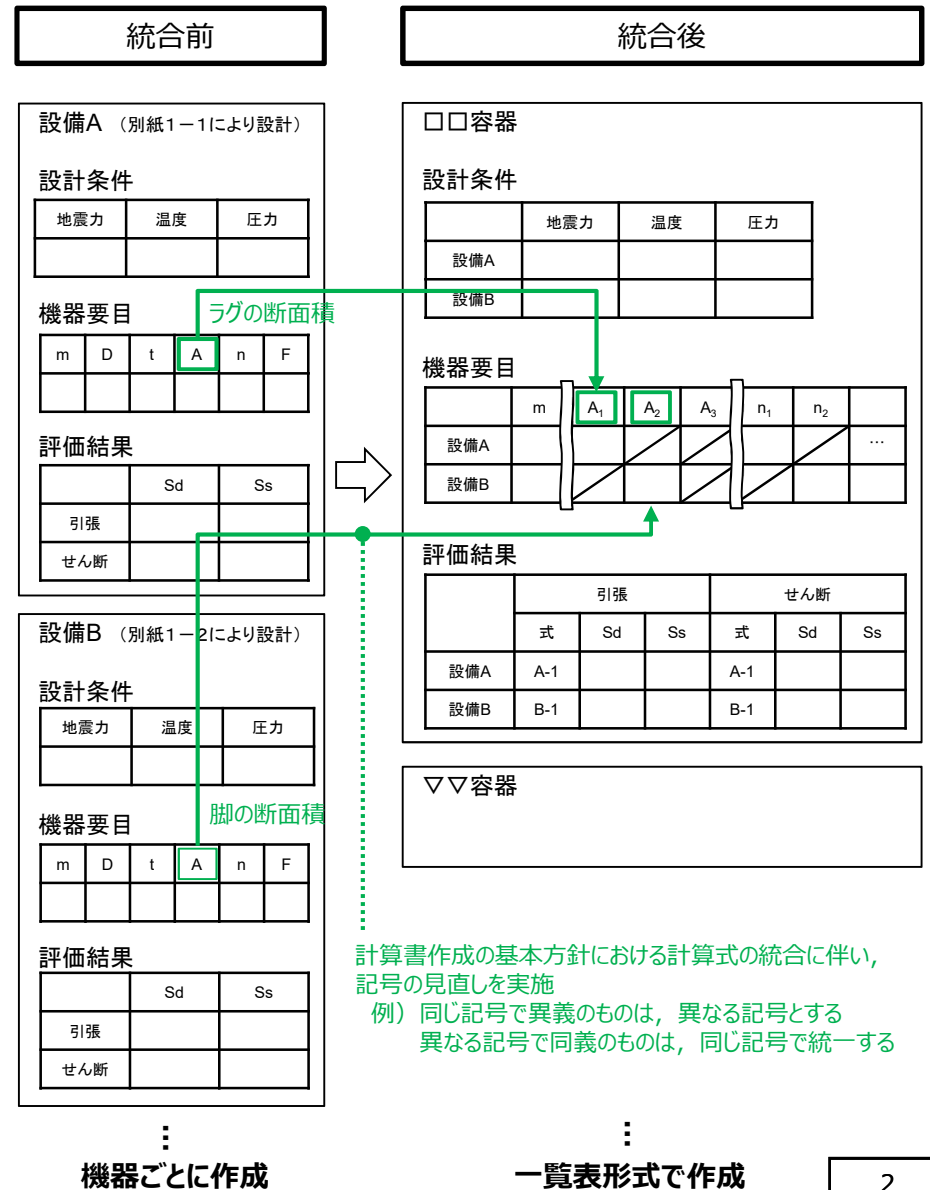 統合前
統合後
設備A （別紙1－1により設計）
設計条件
地震力 温度 圧力
機器要目
ラグの断面積
m D t A n F
評価結果
Sd Ss
引張
せん断
設備B （別紙1－2により設計）
設計条件
地震力 温度 圧力
機器要目
脚の断面積
m D t A n F
評価結果
Sd Ss
引張
せん断
⋮
機器ごとに作成
□□容器
設計条件
地震力 温度 圧力
設備A
設備B
機器要目
m A₁ A₂ A₃ n₁ n₂
設備A …
設備B
評価結果
引張 せん断
式 Sd Ss 式 Sd Ss
設備A A-1 A-1
設備B B-1 B-1
▽▽容器
計算書作成の基本方針における計算式の統合に伴い，
記号の見直しを実施
例）同じ記号で異義のものは，異なる記号とする
異なる記号で同義のものは，同じ記号で統一する
⋮
一覧表形式で作成
2